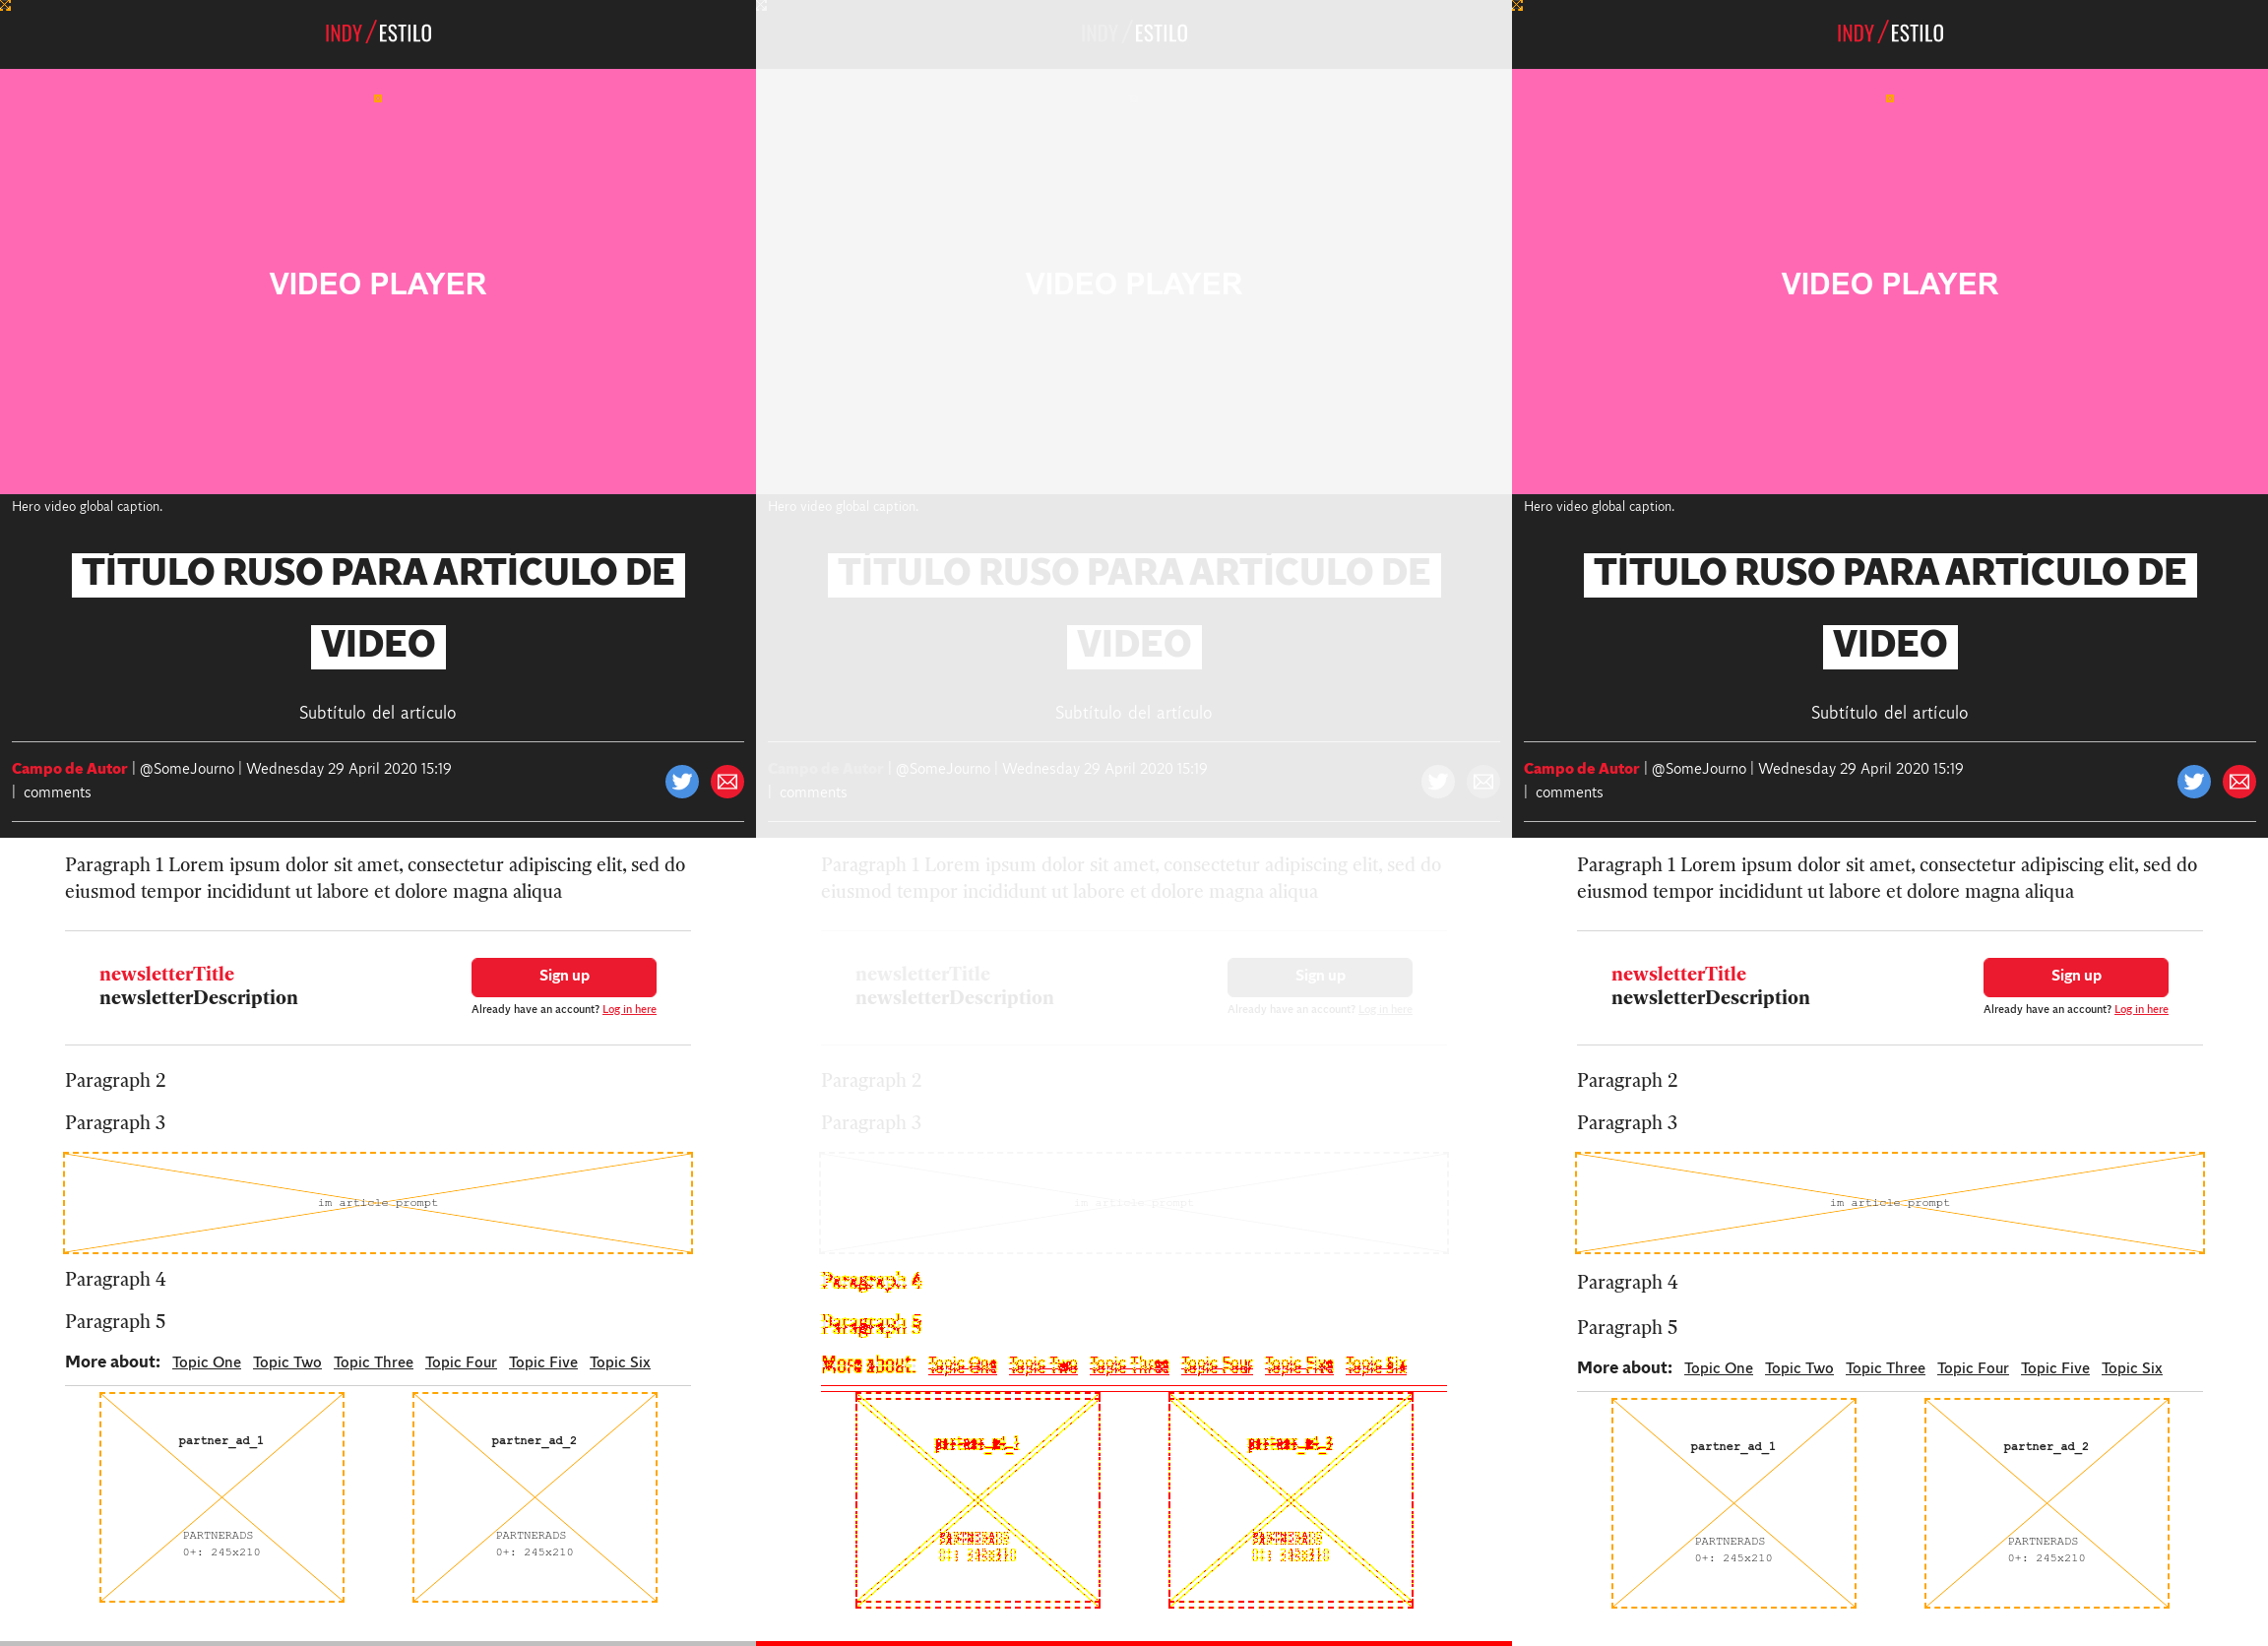 INDY/ESTILO
VIDEO PLAYER
Hero video global caption.
TÍTULO RUSO PARA ARTÍCULO DE
VIDEO
Subtítulo del artículo
Campo de Autor | @SomeJourno | Wednesday 29 April 2020 15:19
| comments
Paragraph 1 Lorem ipsum dolor sit amet, consectetur adipiscing elit, sed do
eiusmod tempor incididunt ut labore et dolore magna aliqua
newsletterTitle
newsletterDescription
Sign up
Already have an account? Log in here
Paragraph 2
Paragraph 3
im article prompt
Paragraph 4
Paragraph 5
More about: Topic One Topic Two Topic Three Topic Four Topic Five Topic Six
partner_ad_1
PARTNERADS
0+: 245x210
partner_ad_2
PARTNERADS
0+: 245x210
INDY/ESTILO
VIDEO PLAYER
Hero video global caption.
TÍTULO RUSO PARA ARTÍCULO DE
VIDEO
Subtítulo del artículo
Campo de Autor | @SomeJourno | Wednesday 29 April 2020 15:19
| comments
Paragraph 1 Lorem ipsum dolor sit amet, consectetur adipiscing elit, sed do
eiusmod tempor incididunt ut labore et dolore magna aliqua
newsletterTitle
newsletterDescription
Sign up
Already have an account? Log in here
Paragraph 2
Paragraph 3
im article prompt
Paragraph 4
Paragraph 5
More about: Topic One Topic Two Topic Three Topic Four Topic Five Topic Six
INDY/ESTILO
VIDEO PLAYER
Hero video global caption.
TÍTULO RUSO PARA ARTÍCULO DE
VIDEO
Subtítulo del artículo
Campo de Autor | @SomeJourno | Wednesday 29 April 2020 15:19
| comments
Paragraph 1 Lorem ipsum dolor sit amet, consectetur adipiscing elit, sed do
eiusmod tempor incididunt ut labore et dolore magna aliqua
newsletterTitle
newsletterDescription
Sign up
Already have an account? Log in here
Paragraph 2
Paragraph 3
im article prompt
Paragraph 4
Paragraph 5
More about: Topic One Topic Two Topic Three Topic Four Topic Five Topic Six
partner_ad_1
PARTNERADS
0+: 245x210
partner_ad_2
PARTNERADS
0+: 245x210